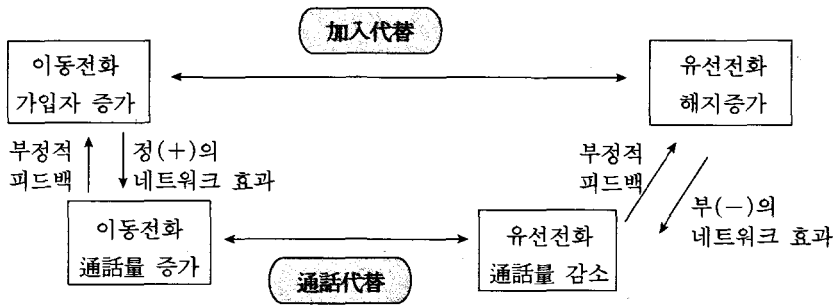 加入代替
이동전화
가입자 증가
유선전화
해지증가
부정적
피드백
정(+)의
네트워크 효과
부정적
피드백
부(-)의
네트워크 효과
이동전화
通話量 증가
유선전화
通話量 감소
通話代替